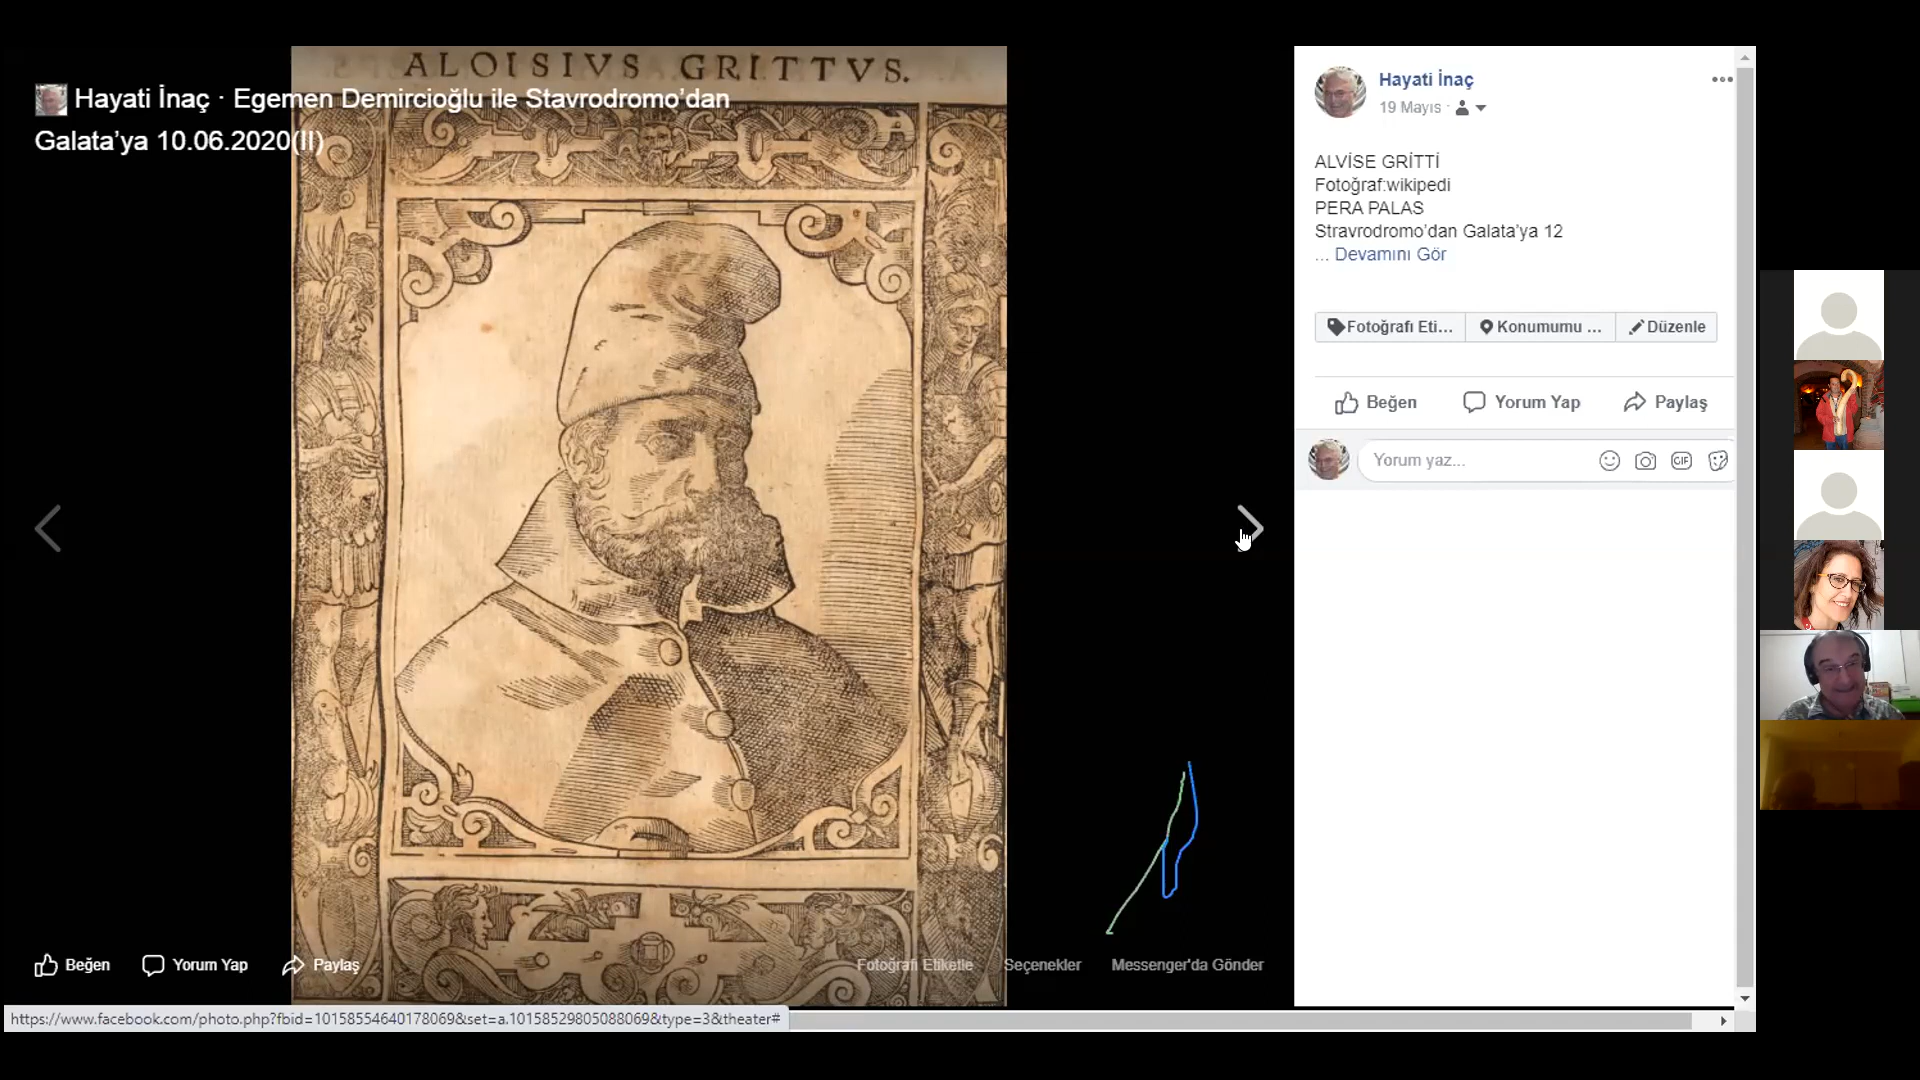 ALOISIVS GRITTVS.
Hayati İnaç · Egemen Demircioğlu ile Stavrodromo’dan
Galata’ya 10.06.2020(II)
Hayati İnaç
19 Mayıs ·
ALVİSE GRİTTİ
Fotoğraf:wikipedi
PERA PALAS
Stravrodromo’dan Galata’ya 12
... Devamını Gör
Fotoğrafı Eti... Konumumu ... Düzenle
Beğen Yorum Yap Paylaş
Yorum yaz...
GIF
Beğen Yorum Yap Paylaş
Fotoğrafı Etiketle Seçenekler Messenger'da Gönder
https://www.facebook.com/photo.php?fbid=10158554640178069&set=a.10158529805088069&type=3&theater#